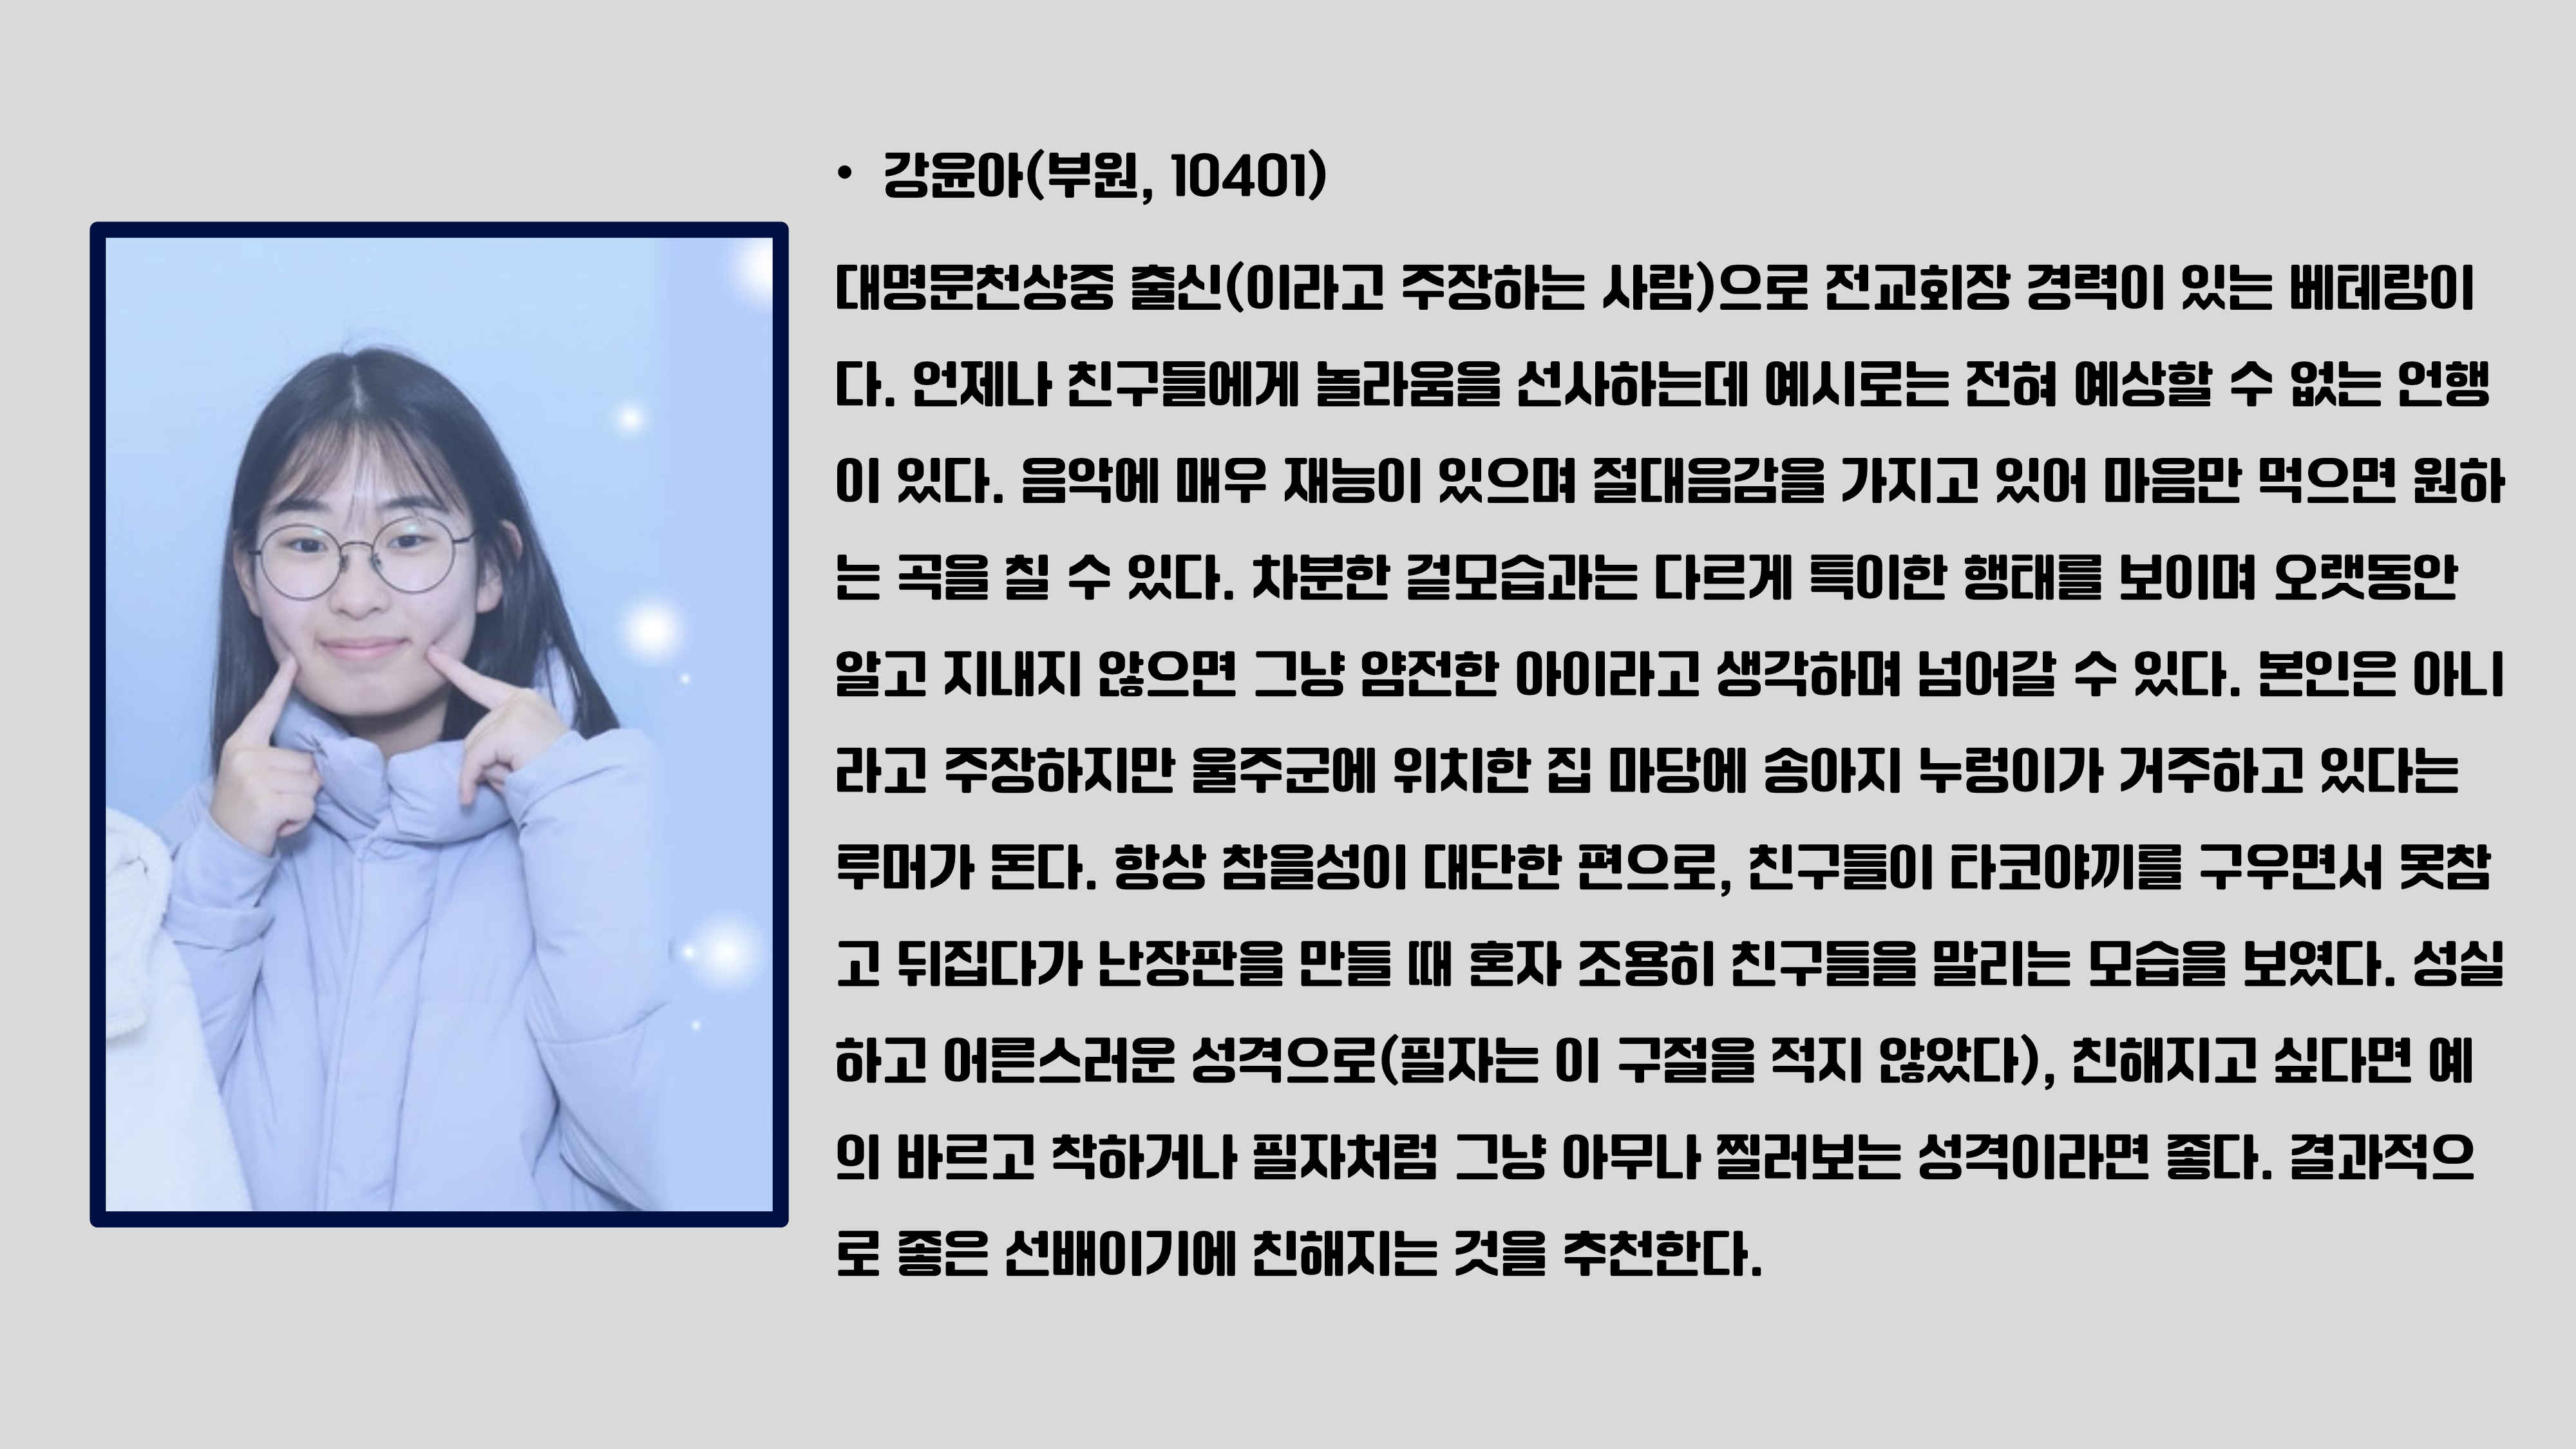 • 강윤아(부원, 10401)
대명문천상중 출신(이라고 주장하는 사람)으로 전교회장 경력이 있는 베테랑이
다. 언제나 친구들에게 놀라움을 선사하는데 예시로는 전혀 예상할 수 없는 언행
이 있다. 음악에 매우 재능이 있으며 절대음감을 가지고 있어 마음만 먹으면 원하
는 곡을 칠 수 있다. 차분한 겉모습과는 다르게 특이한 행태를 보이며 오랫동안
알고 지내지 않으면 그냥 얌전한 아이라고 생각하며 넘어갈 수 있다. 본인은 아니
라고 주장하지만 울주군에 위치한 집 마당에 송아지 누렁이가 거주하고 있다는
루머가 돈다. 항상 참을성이 대단한 편으로, 친구들이 타코야끼를 구우면서 못참
고 뒤집다가 난장판을 만들 때 혼자 조용히 친구들을 말리는 모습을 보였다. 성실
하고 어른스러운 성격으로(필자는 이 구절을 적지 않았다), 친해지고 싶다면 예
의 바르고 착하거나 필자처럼 그냥 아무나 찔러보는 성격이라면 좋다. 결과적으
로 좋은 선배이기에 친해지는 것을 추천한다.